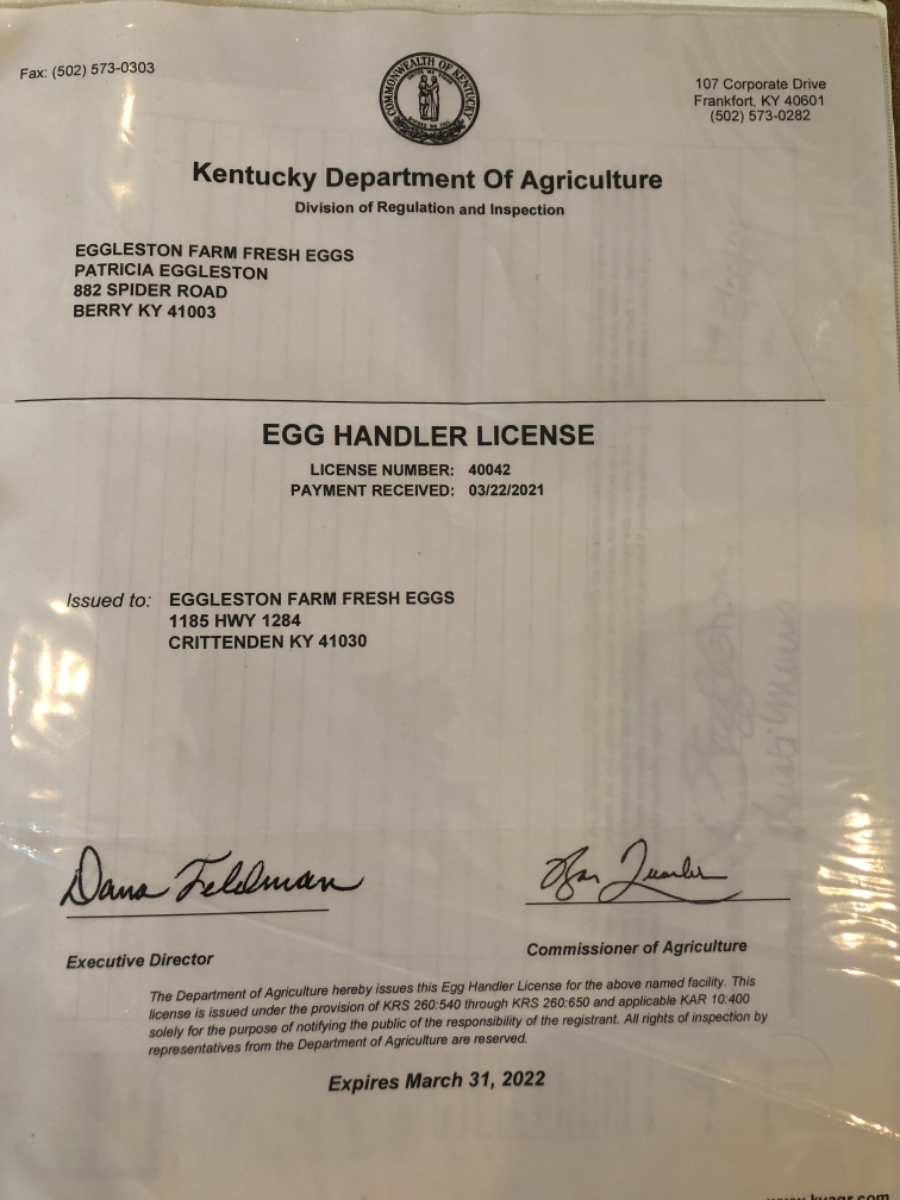 Fax: (502) 573-0303
COMMONWEALTH OF KENTUCKY
107 Corporate Drive
Frankfort, KY 40601
(502) 573-0282
Kentucky Department Of Agriculture
Division of Regulation and Inspection
EGGLESTON FARM FRESH EGGS
PATRICIA EGGLESTON
882 SPIDER ROAD
BERRY KY 41003
EGG HANDLER LICENSE
LICENSE NUMBER: 40042
PAYMENT RECEIVED: 03/22/2021
Issued to: EGGLESTON FARM FRESH EGGS
1185 HWY 1284
CRITTENDEN KY 41030
Dana Feldman
Executive Director
Commissioner of Agriculture
The Department of Agriculture hereby issues this Egg Handler License for the above named facility. This
license is issued under the provision of KRS 260:540 through KRS 260:650 and applicable KAR 10:400
solely for the purpose of notifying the public of the responsibility of the registrant. All rights of inspection by
representatives from the Department of Agriculture are reserved.
Expires March 31, 2022